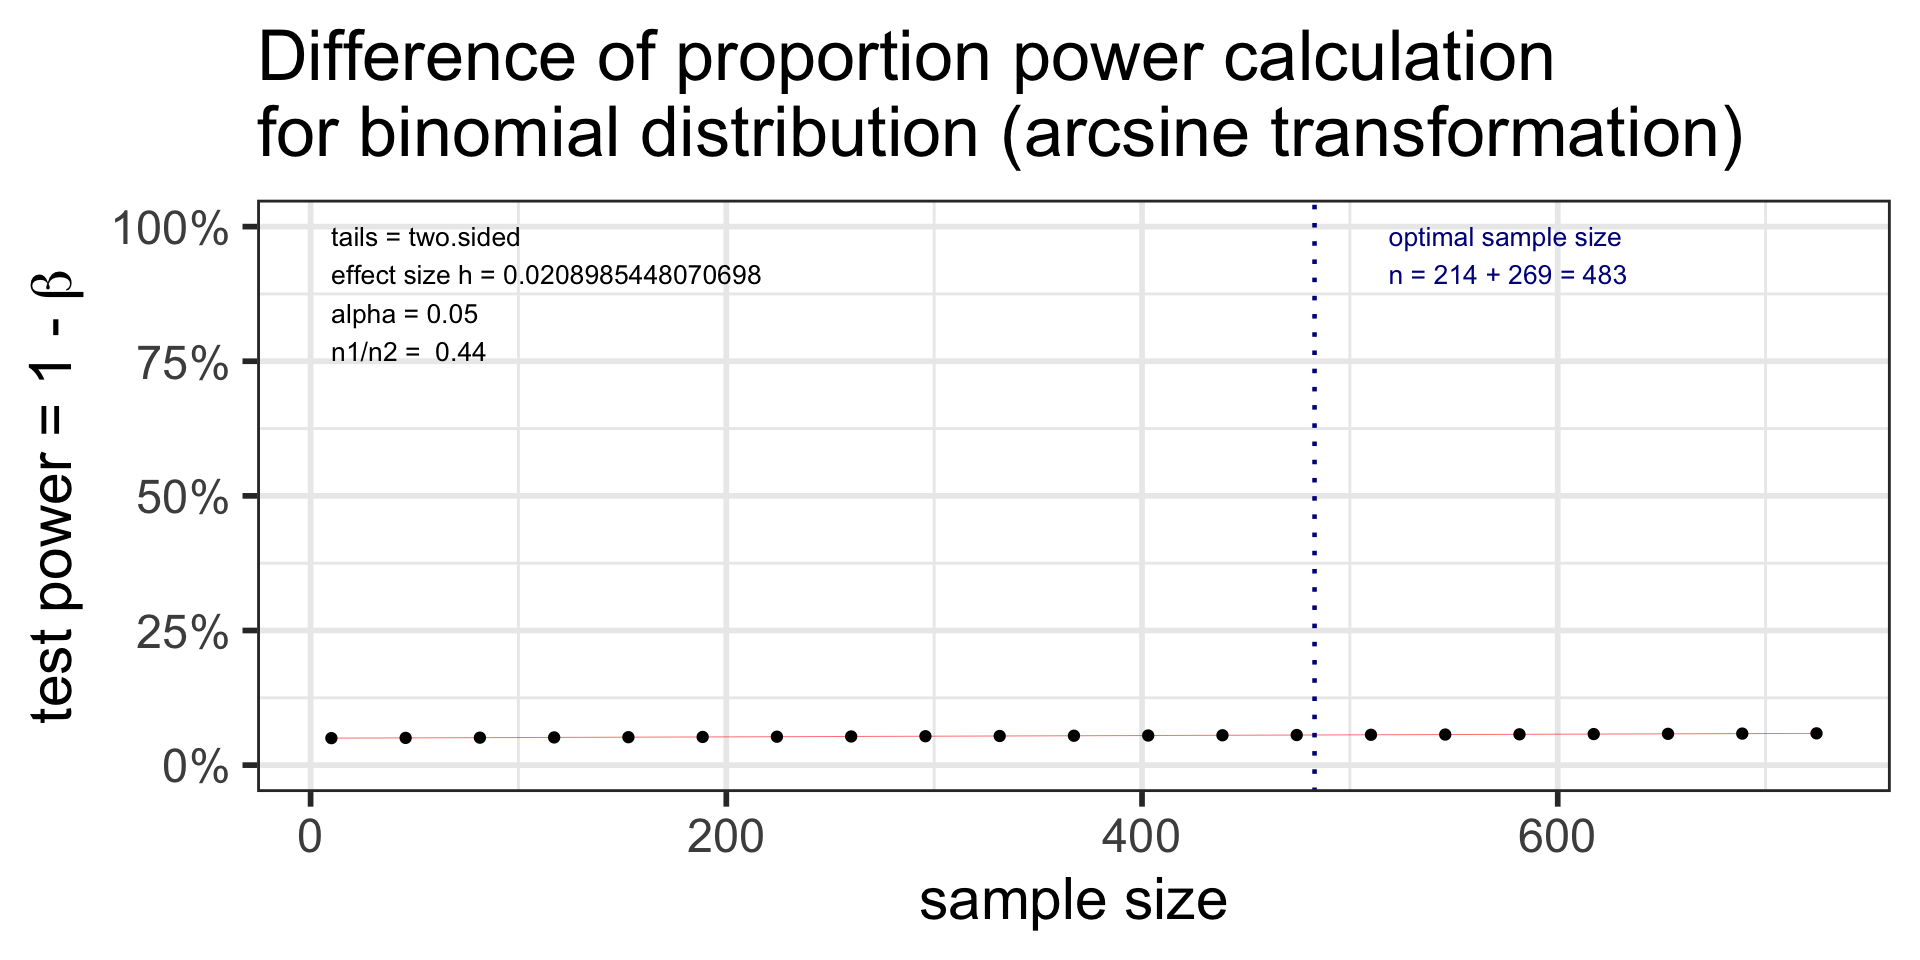 Difference of proportion power calculation
for binomial distribution (arcsine transformation)
test power = 1 - β
100%
75%
50%
25%
0%
tails = two.sided
effect size h = 0.0208985448070698
alpha = 0.05
n1/n2 =  0.44
optimal sample size
n = 214 + 269 = 483
0
200
400
600
sample size